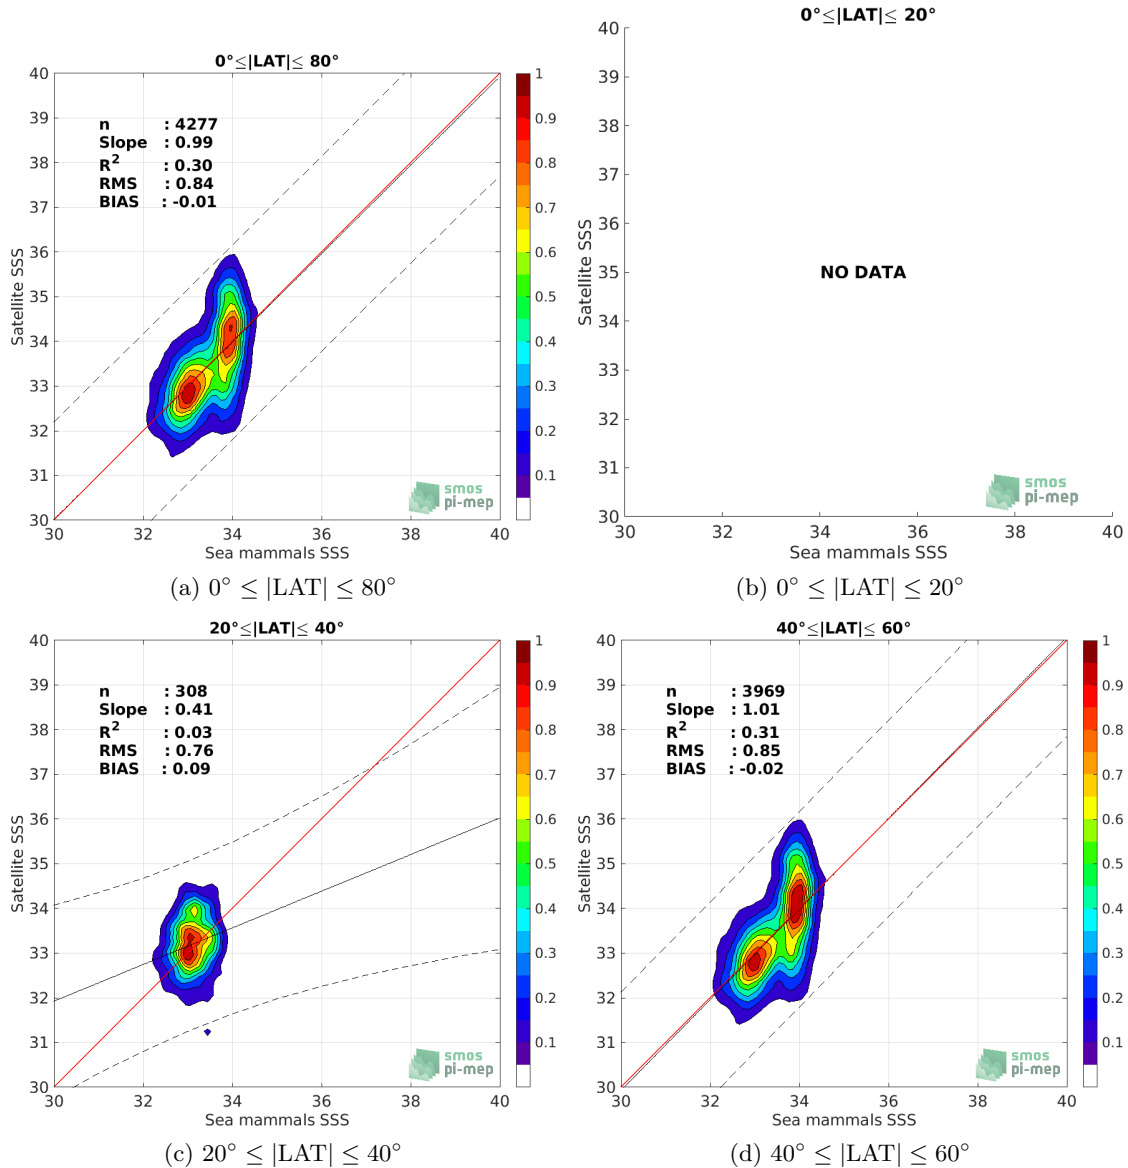 0°≤|LAT|≤ 80°
40
39
38
37
36
35
34
33
32
31
30
Satellite SSS
n : 4277
Slope : 0.99
R² : 0.30
RMS : 0.84
BIAS : -0.01
smos
pi-mep
30 32 34 36 38 40
Sea mammals SSS
1
0.9
0.8
0.7
0.6
0.5
0.4
0.3
0.2
0.1
(a) 0° ≤ |LAT| ≤ 80°
0°≤|LAT|≤ 20°
40
39
38
37
36
35
34
33
32
31
30
Satellite SSS
NO DATA
smos
pi-mep
30 32 34 36 38 40
Sea mammals SSS
(b) 0° ≤ |LAT| ≤ 20°
20°≤|LAT|≤ 40°
40
39
38
37
36
35
34
33
32
31
30
Satellite SSS
n : 308
Slope : 0.41
R² : 0.03
RMS : 0.76
BIAS : 0.09
smos
pi-mep
30 32 34 36 38 40
Sea mammals SSS
1
0.9
0.8
0.7
0.6
0.5
0.4
0.3
0.2
0.1
(c) 20° ≤ |LAT| ≤ 40°
40°≤|LAT|≤ 60°
40
39
38
37
36
35
34
33
32
31
30
Satellite SSS
n : 3969
Slope : 1.01
R² : 0.31
RMS : 0.85
BIAS : -0.02
smos
pi-mep
30 32 34 36 38 40
Sea mammals SSS
1
0.9
0.8
0.7
0.6
0.5
0.4
0.3
0.2
0.1
(d) 40° ≤ |LAT| ≤ 60°